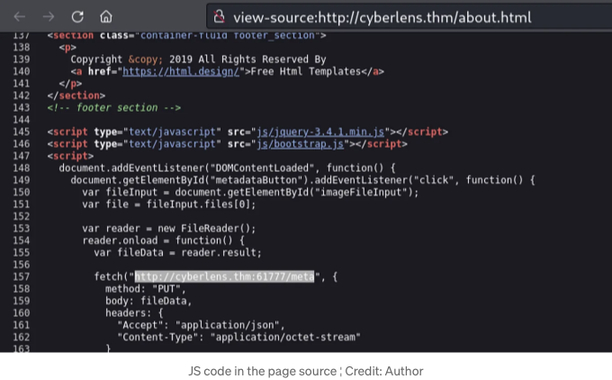 view-source:http://cyberlens.thm/about.html
137 <section class="container-fluid footer_section">
138 <p>
139 Copyright &copy; 2019 All Rights Reserved By
140 <a href="https://html.design/">Free Html Templates</a>
141 </p>
142 </section>
143 <!-- footer section -->
144
145 <script type="text/javascript" src="js/jquery-3.4.1.min.js"></script>
146 <script type="text/javascript" src="js/bootstrap.js"></script>
147 <script>
148 document.addEventListener("DOMContentLoaded", function() {
149 document.getElementById("metadataButton").addEventListener("click", function() {
150 var fileInput = document.getElementById("imageFileInput");
151 var file = fileInput.files[0];
152
153 var reader = new FileReader();
154 reader.onload = function() {
155 var fileData = reader.result;
156
157 fetch("http://cyberlens.thm:61777/meta", {
158 method: "PUT",
159 body: fileData,
160 headers: {
161 "Accept": "application/json",
162 "Content-Type": "application/octet-stream"
163 }
JS code in the page source ¦ Credit: Author